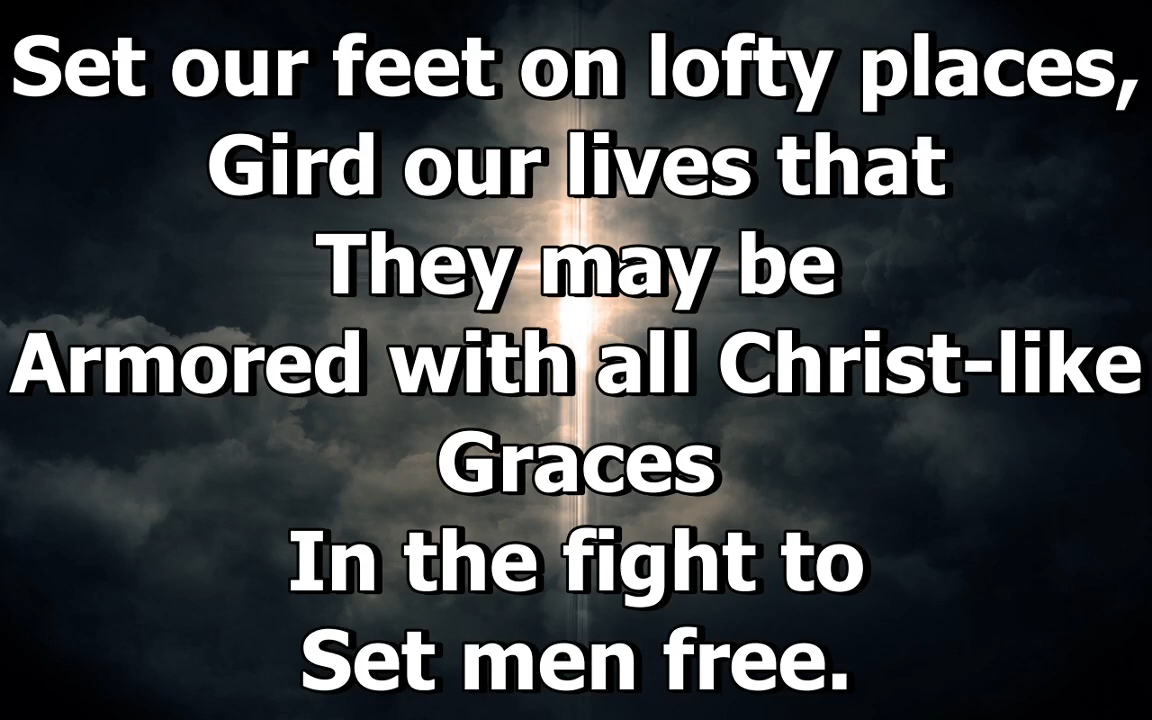 Set our feet on lofty places,
Gird our lives that
They may be
Armored with all Christ-like
Graces
In the fight to
Set men free.